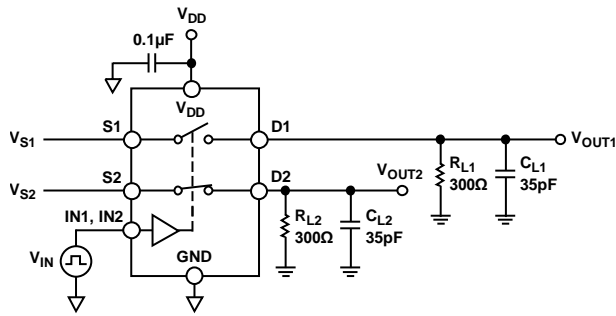 VDD
0.1µF
VDD
VS1
S1
D1
VOUT1
RL1
300Ω
CL1
35pF
VS2
S2
D2
VOUT2
RL2
300Ω
CL2
35pF
IN1, IN2
VIN
GND